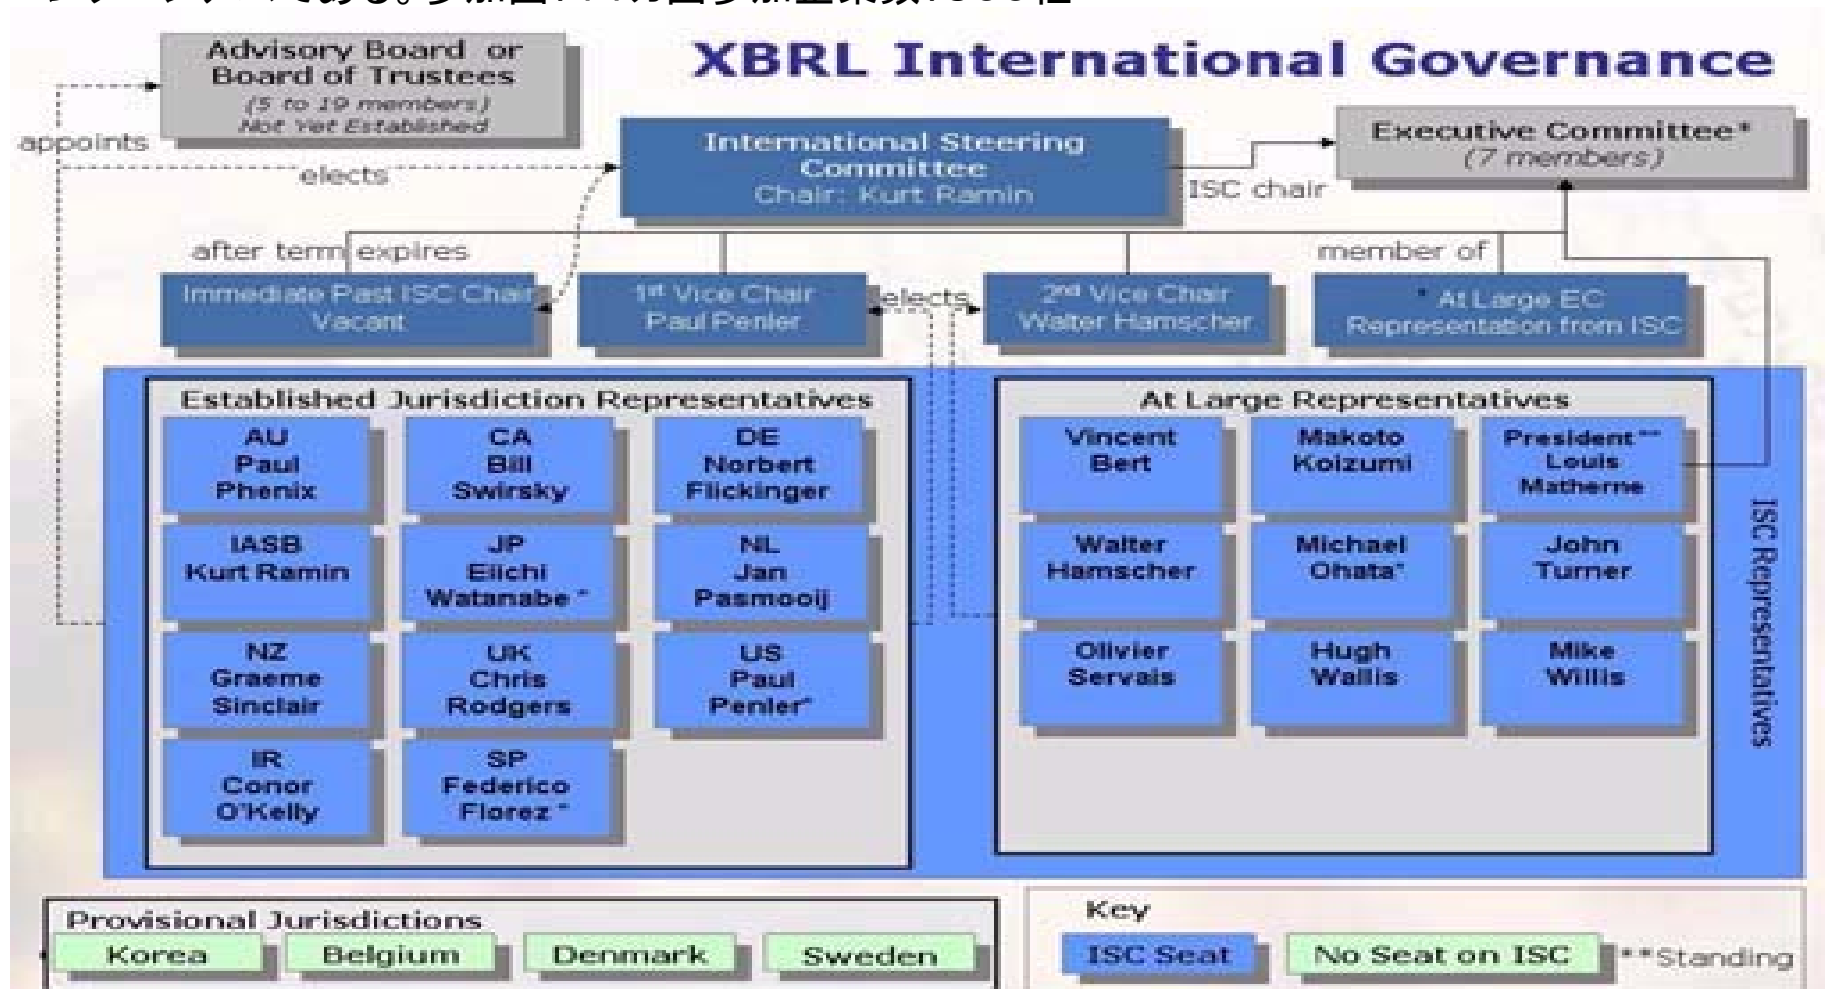 XBRL International Governance
Advisory Board or
Board of Trustees
(5 to 19 members)
Not Yet Established
appoints
elects
International Steering
Committee
Chair: Kurt Ramin
ISC chair
Executive Committee*
(7 members)
after term expires
member of
Immediate Past ISC Chair
Vacant
1st Vice Chair
Paul Penler
elects
2nd Vice Chair
Walter Hamscher
* At Large EC
Representation from ISC
Established Jurisdiction Representatives
AU
Paul
Phenix
CA
Bill
Swirsky
DE
Norbert
Flickinger
IASB
Kurt Ramin
JP
Eiichi
Watanabe *
NL
Jan
Pasmooij
NZ
Graeme
Sinclair
UK
Chris
Rodgers
US
Paul
Penler*
IR
Conor
O'Kelly
SP
Federico
Florez *
At Large Representatives
Vincent
Bert
Makoto
Koizumi
President**
Louis
Matherne
Walter
Hamscher
Michael
Ohata*
John
Turner
Olivier
Servais
Hugh
Wallis
Mike
Willis
ISC Representatives
Provisional Jurisdictions
Korea
Belgium
Denmark
Sweden
Key
ISC Seat
No Seat on ISC
**Standing